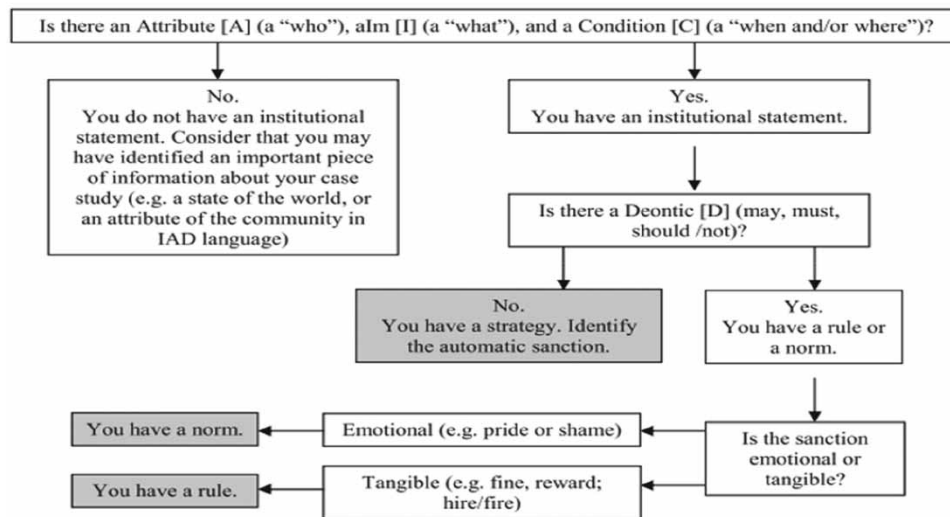 Is there an Attribute [A] (a “who”), aIm [I] (a “what”), and a Condition [C] (a “when and/or where”)?
No.
You do not have an institutional
statement. Consider that you may
have identified an important piece
of information about your case
study (e.g. a state of the world, or
an attribute of the community in
IAD language)
Yes.
You have an institutional statement.
Is there a Deontic [D] (may, must,
should /not)?
No.
You have a strategy. Identify
the automatic sanction.
Yes.
You have a rule or
a norm.
Is the sanction
emotional or
tangible?
Emotional (e.g. pride or shame)
You have a norm.
Tangible (e.g. fine, reward;
hire/fire)
You have a rule.